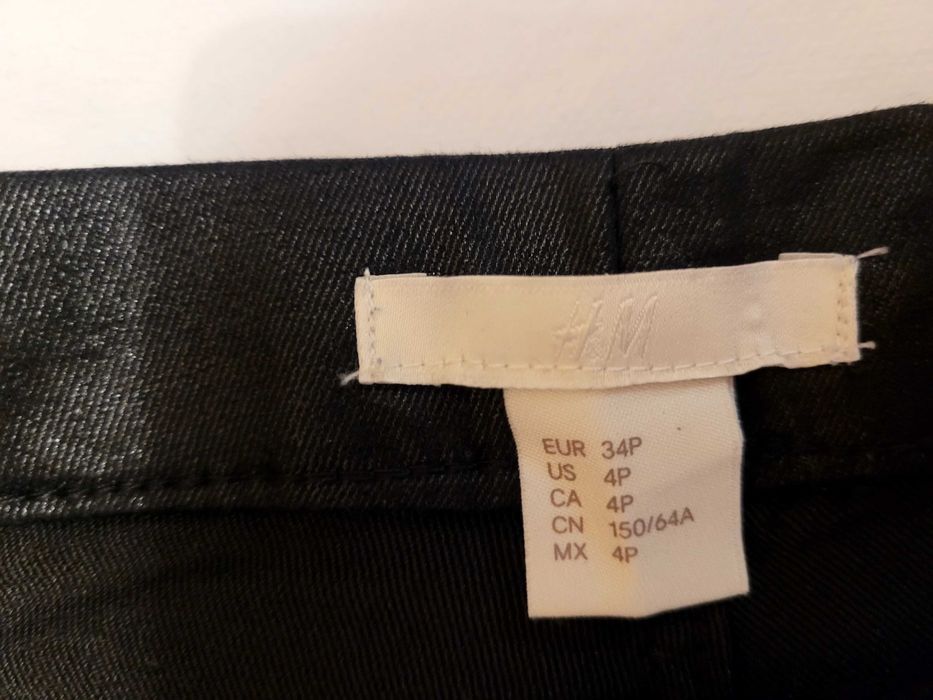 H&M
EUR 34P
US 4P
CA 4P
CN 150/64A
MX 4P